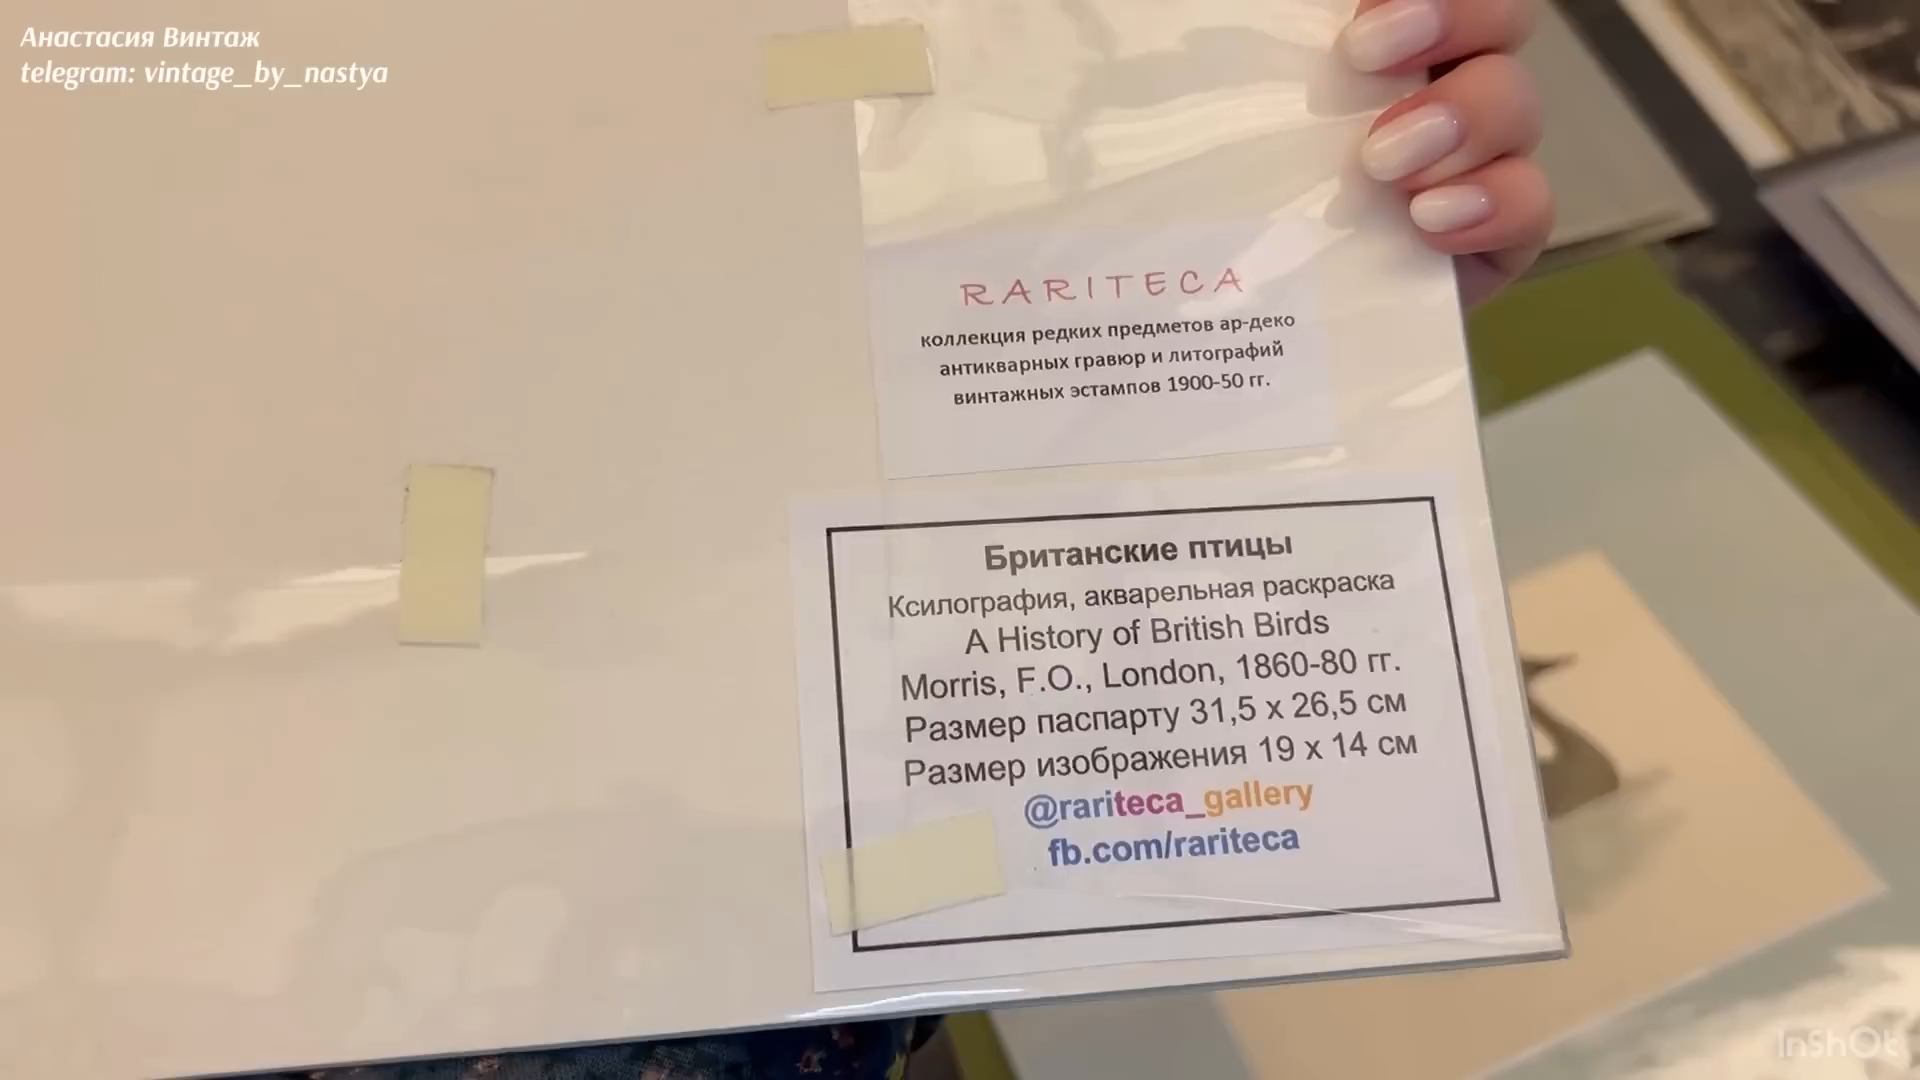 Анастасия Винтаж
telegram: vintage_by_nastya
RARITECA
коллекция редких предметов ар-деко
антикварных гравюр и литографий
винтажных эстампов 1900-50 гг.
Британские птицы
Ксилография, акварельная раскраска
A History of British Birds
Morris, F.O., London, 1860-80 гг.
Размер паспарту 31,5 х 26,5 см
Размер изображения 19 х 14 см
@rariteca_gallery
fb.com/rariteca
InShOt